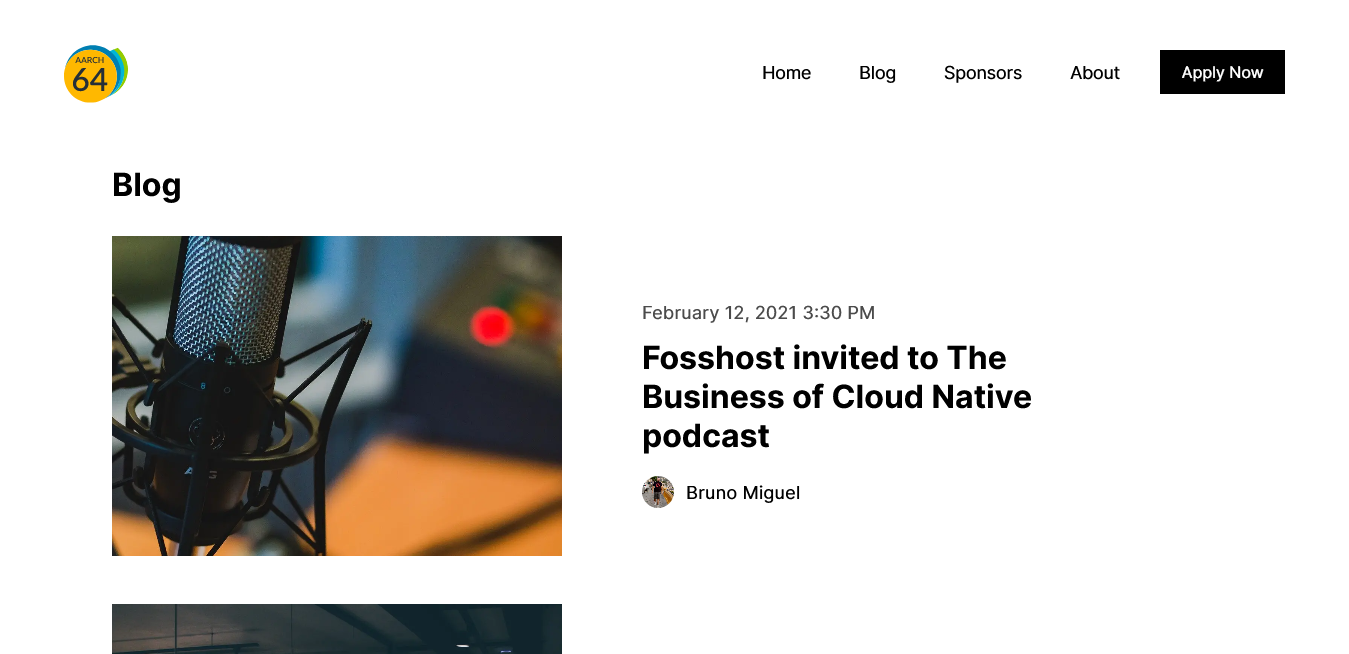 AARCH
64
Home
Blog
Sponsors
About
Apply Now
Blog
February 12, 2021 3:30 PM
Fosshost invited to The
Business of Cloud Native
podcast
Bruno Miguel